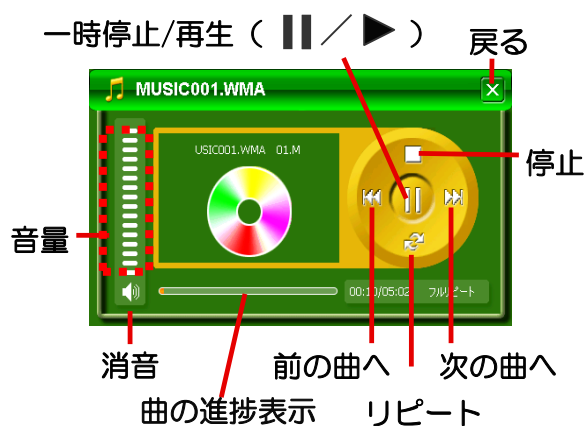 一時停止/再生( ⏸/▶ )
戻る
MUSIC001.WMA
USIC001.WMA 01.M
停止
音量
00:10/05:02 フルリピート
消音
前の曲へ
次の曲へ
曲の進捗表示
リピート